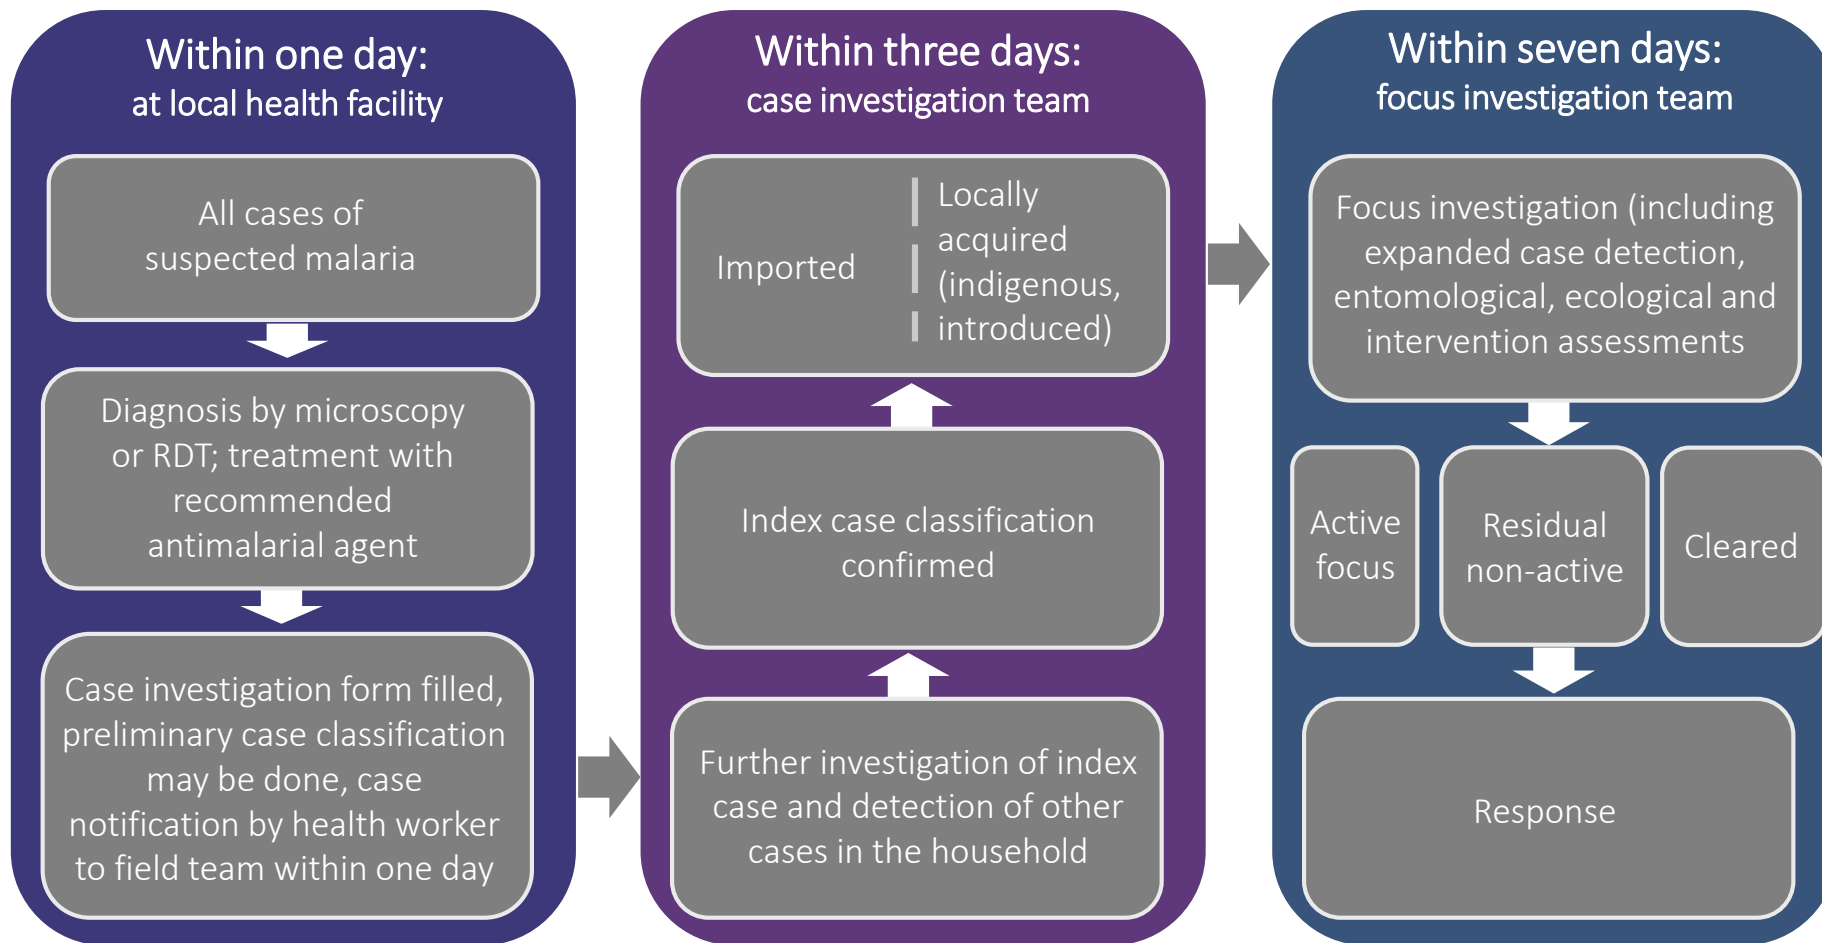 Within one day:
at local health facility
All cases of
suspected malaria
Diagnosis by microscopy
or RDT; treatment with
recommended
antimalarial agent
Case investigation form filled,
preliminary case classification
may be done, case
notification by health worker
to field team within one day
Within three days:
case investigation team
Imported
Locally
acquired
(indigenous,
introduced)
Index case classification
confirmed
Further investigation of index
case and detection of other
cases in the household
Within seven days:
focus investigation team
Focus investigation (including
expanded case detection,
entomological, ecological and
intervention assessments
Active
focus
Residual
non-active
Cleared
Response